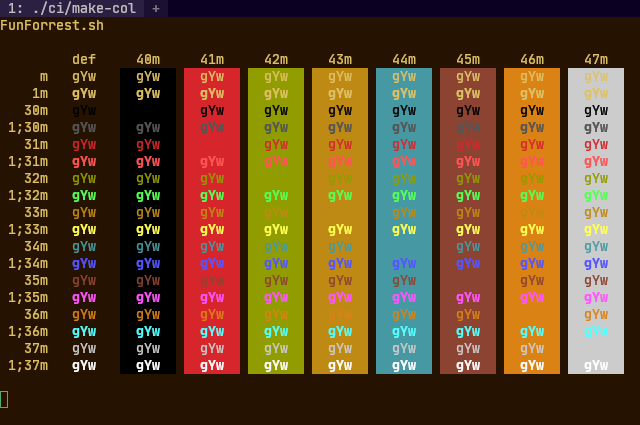 1: ./ci/make-col +
FunForrest.sh
def 40m 41m 42m 43m 44m 45m 46m 47m
m gYw gYw gYw gYw gYw gYw gYw gYw gYw
1m gYw gYw gYw gYw gYw gYw gYw gYw gYw
30m gYw gYw gYw gYw gYw gYw gYw gYw
1;30m gYw gYw gYw gYw gYw gYw gYw gYw gYw
31m gYw gYw gYw gYw gYw gYw gYw gYw
1;31m gYw gYw gYw gYw gYw gYw gYw gYw gYw
32m gYw gYw gYw gYw gYw gYw gYw gYw
1;32m gYw gYw gYw gYw gYw gYw gYw gYw gYw
33m gYw gYw gYw gYw gYw gYw gYw gYw
1;33m gYw gYw gYw gYw gYw gYw gYw gYw gYw
34m gYw gYw gYw gYw gYw gYw gYw gYw
1;34m gYw gYw gYw gYw gYw gYw gYw gYw gYw
35m gYw gYw gYw gYw gYw gYw gYw gYw
1;35m gYw gYw gYw gYw gYw gYw gYw gYw gYw
36m gYw gYw gYw gYw gYw gYw gYw gYw
1;36m gYw gYw gYw gYw gYw gYw gYw gYw gYw
37m gYw gYw gYw gYw gYw gYw gYw gYw
1;37m gYw gYw gYw gYw gYw gYw gYw gYw gYw